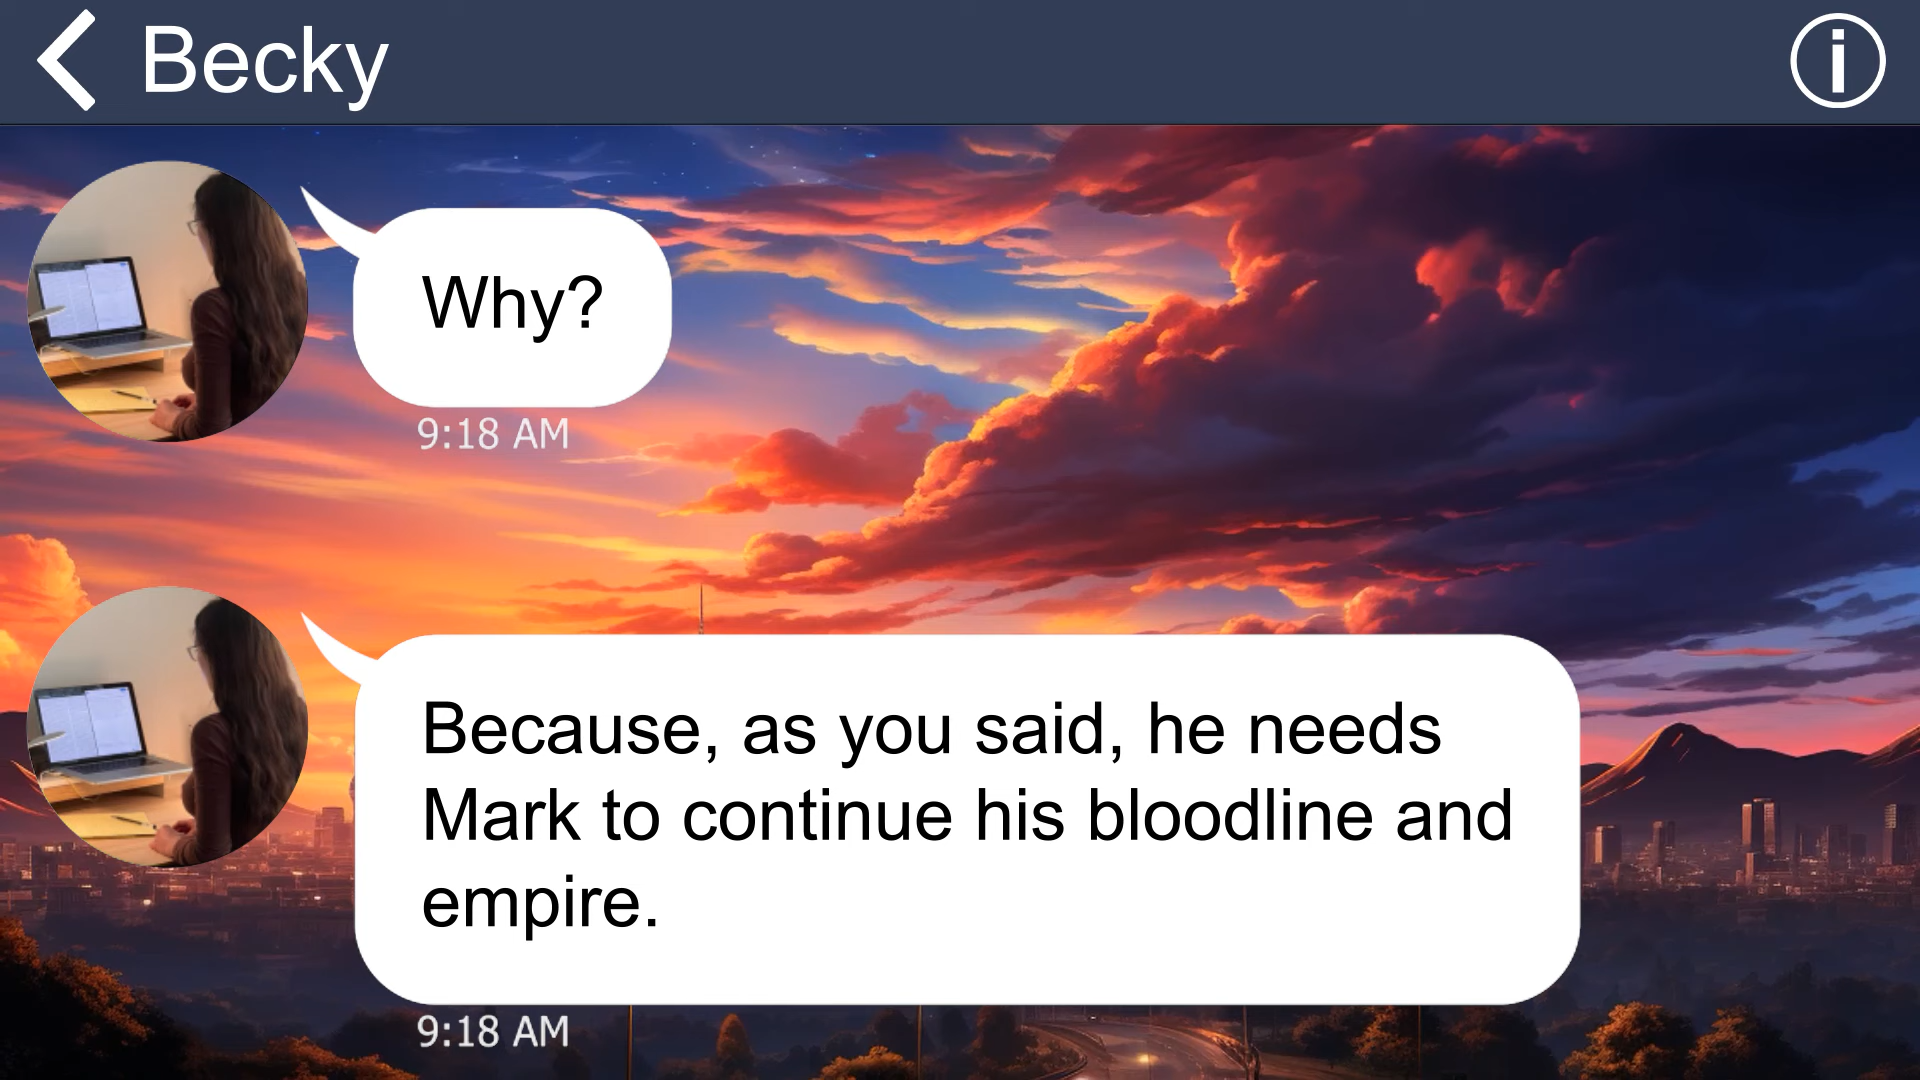 Becky
Why?
9:18 AM
Because, as you said, he needs
Mark to continue his bloodline and
empire.
9:18 AM